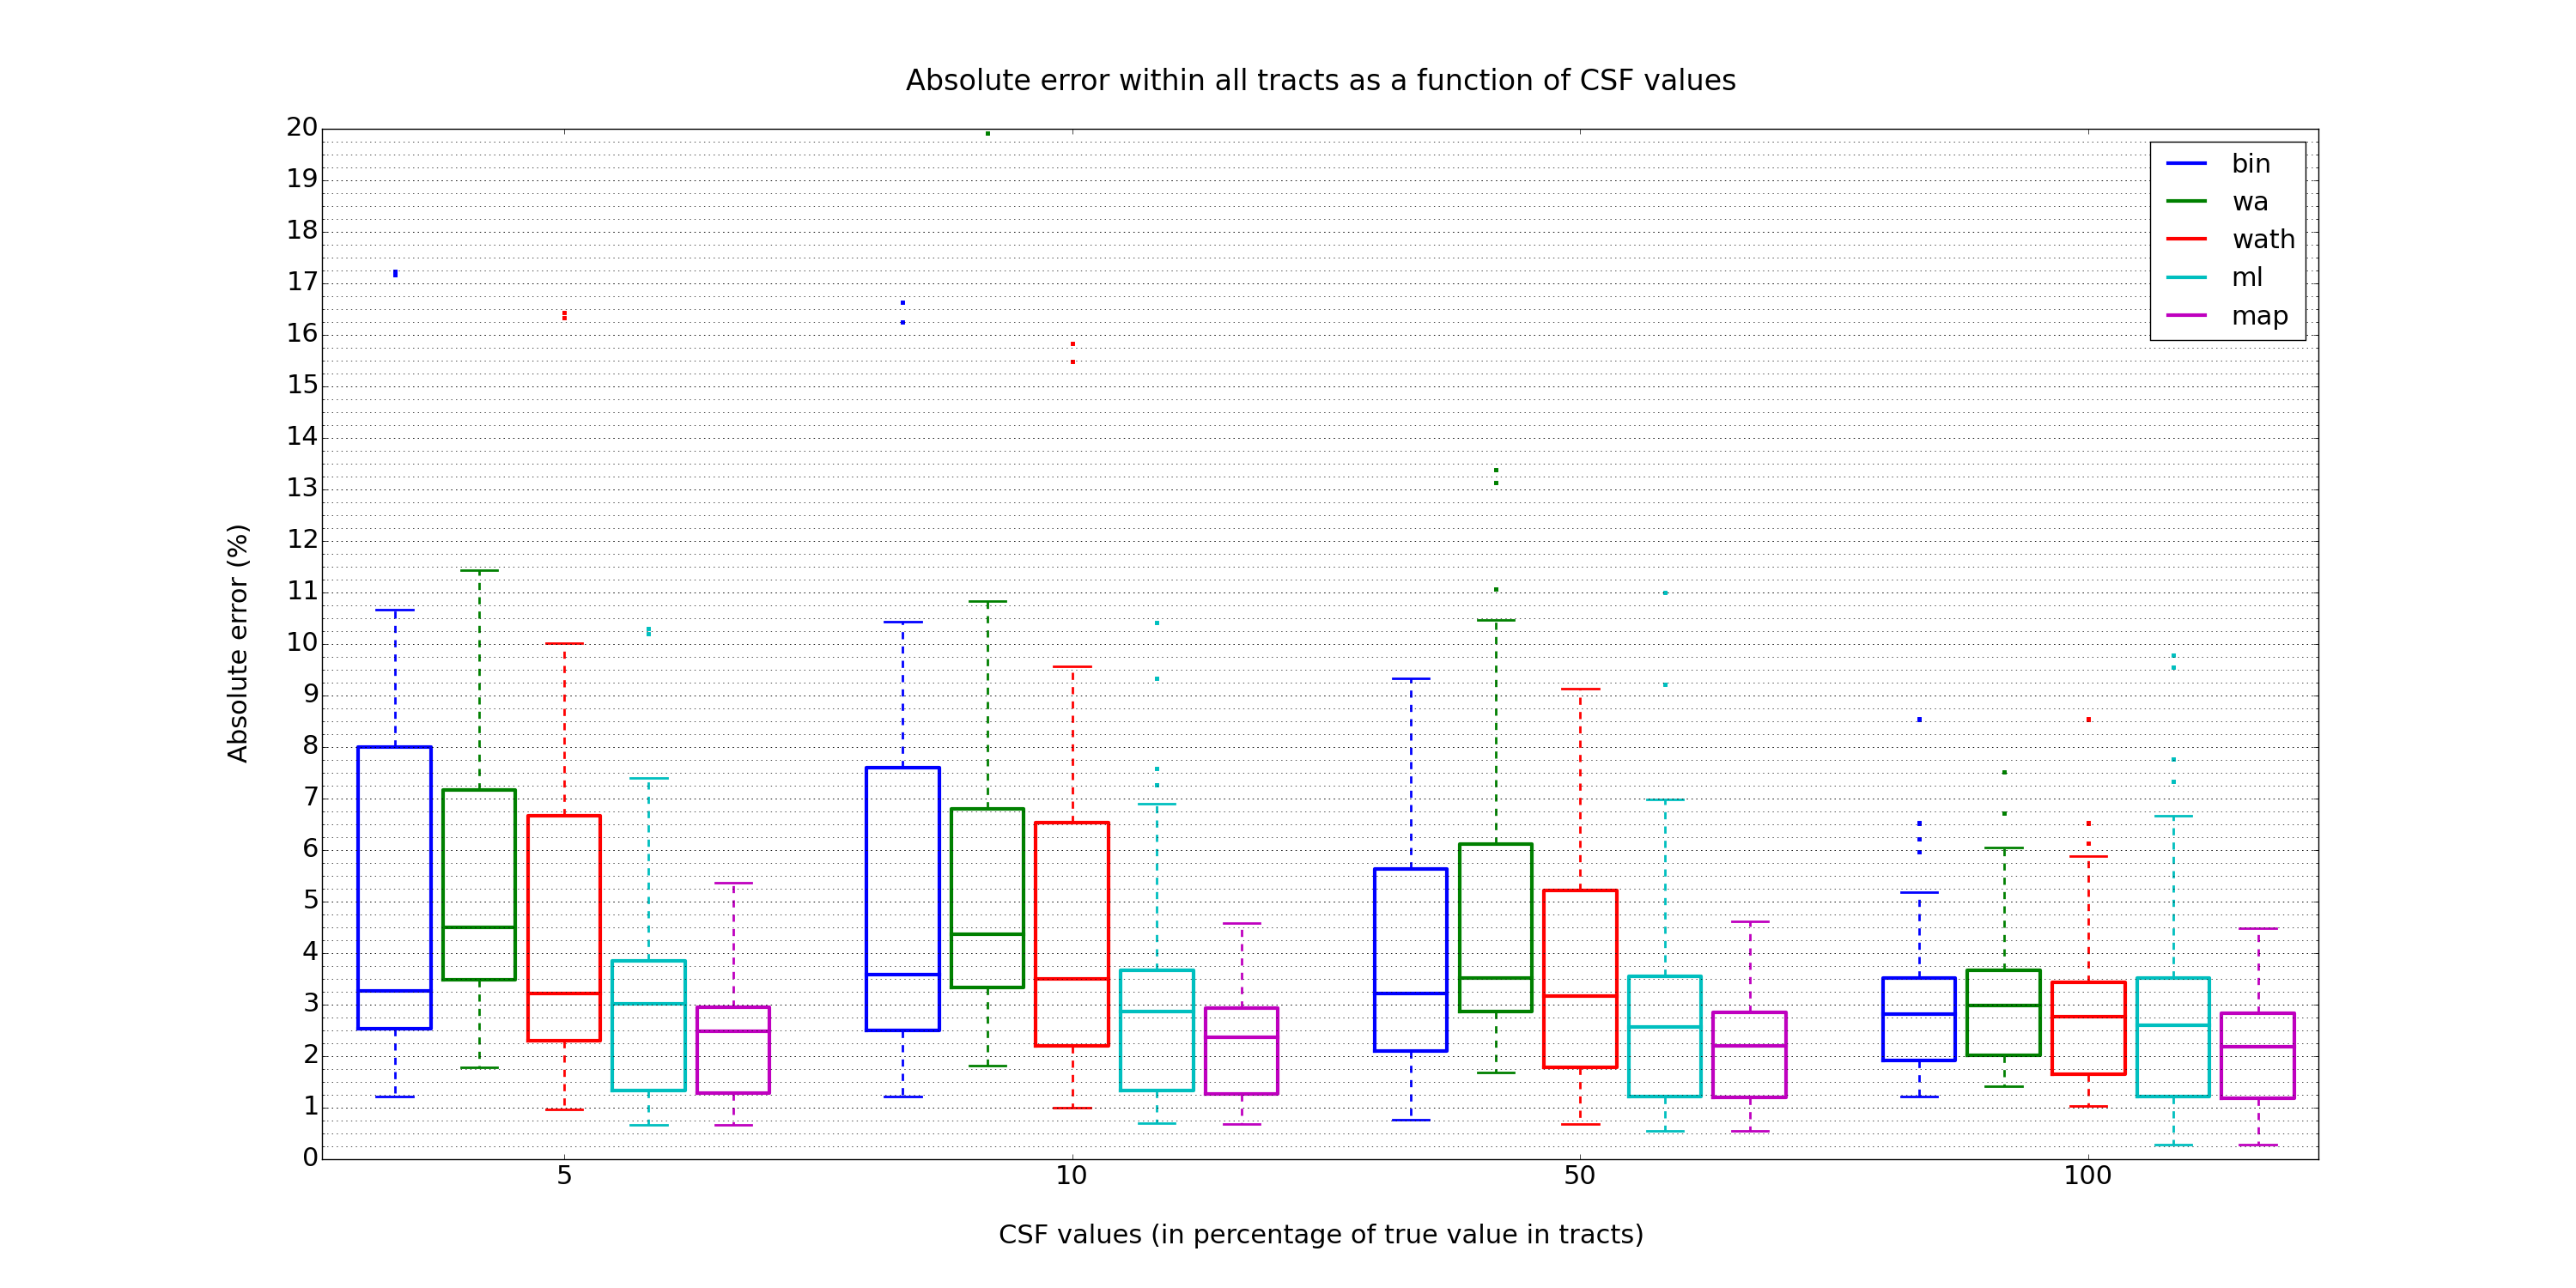 Absolute error within all tracts as a function of CSF values
20
19
18
17
16
15
14
13
12
11
10
9
8
7
6
5
4
3
2
1
0
Absolute error (%)
bin
wa
wath
ml
map
5 10 50 100
CSF values (in percentage of true value in tracts)